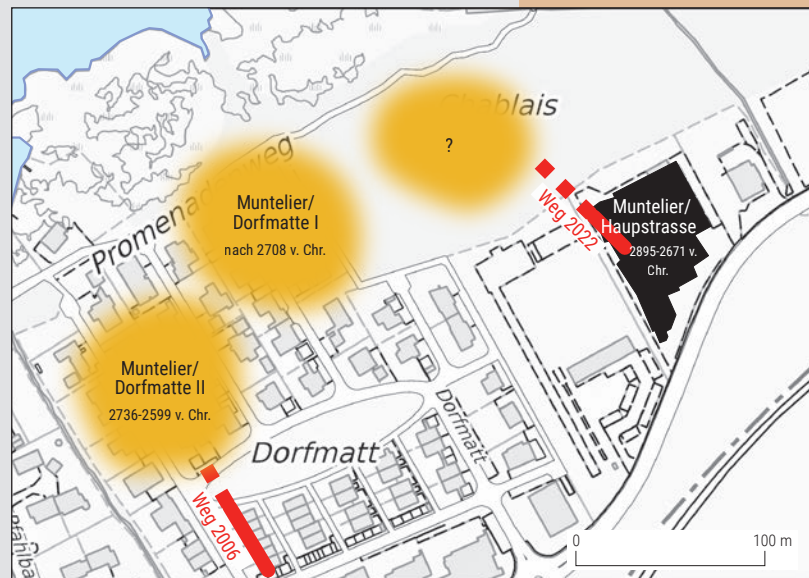 Chablais
?
Promenadenweg
Muntelier/
Dorfmatte I
nach 2708 v. Chr.
Weg 2022
Muntelier/
Haupstrasse
2895-2671 v.
Chr.
Muntelier/
Dorfmatte II
2736-2599 v. Chr.
Dorfmatt
Dorfmatt
Weg 2006
Pfahlba
0
100 m